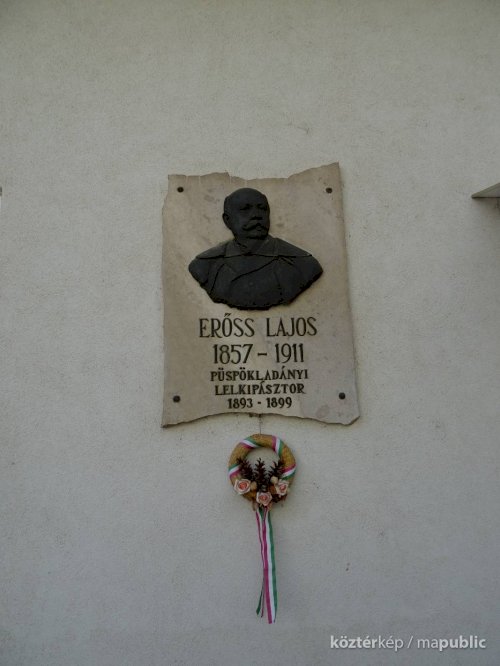 ERŐSS LAJOS
1857 - 1911
PÜSPÖKLADÁNYI
LELKIPÁSZTOR
1893 - 1899
köztérkép / mapublic